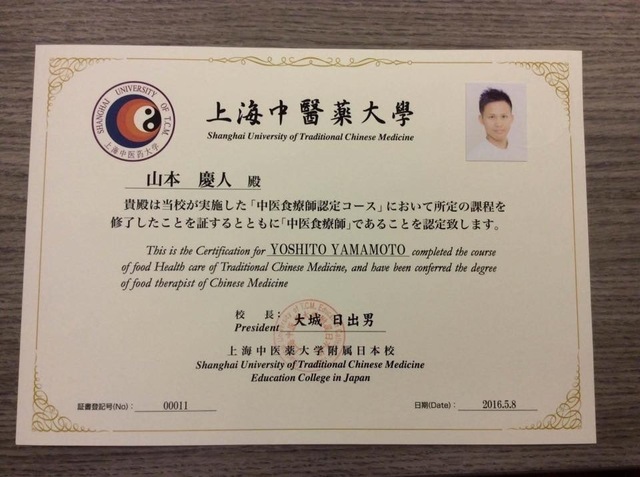 SHANGHAI UNIVERSITY OF T.C.M.
上海中医药大学
上海中醫薬大學
Shanghai University of Traditional Chinese Medicine
山本 慶人 殿
貴殿は当校が実施した「中医食療師認定コース」において所定の課程を
修了したことを証するとともに「中医食療師」であることを認定致します。
This is the Certification for YOSHITO YAMAMOTO completed the course
of food Health care of Traditional Chinese Medicine, and have been conferred the degree
of food therapist of Chinese Medicine
校 長:
President 大城 日出男
上海中医薬大学附属日本校
Shanghai University of Traditional Chinese Medicine
Education College in Japan
証書登記号(No): 00011 日期(Date): 2016.5.8